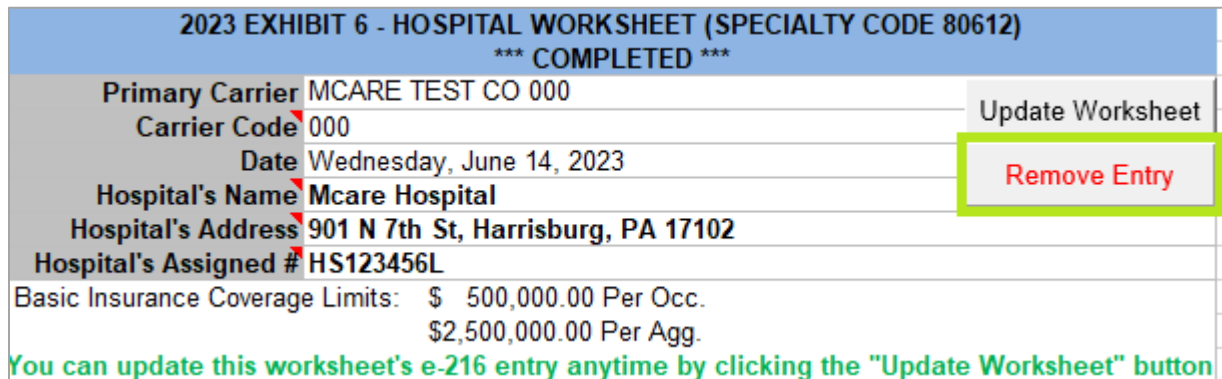 2023 EXHIBIT 6 - HOSPITAL WORKSHEET (SPECIALTY CODE 80612)
*** COMPLETED ***
Primary Carrier MCARE TEST CO 000
Update Worksheet
Carrier Code 000
Date Wednesday, June 14, 2023
Remove Entry
Hospital's Name Mcare Hospital
Hospital's Address 901 N 7th St, Harrisburg, PA 17102
Hospital's Assigned # HS123456L
Basic Insurance Coverage Limits: $ 500,000.00 Per Occ.
$2,500,000.00 Per Agg.
You can update this worksheet's e-216 entry anytime by clicking the "Update Worksheet" button